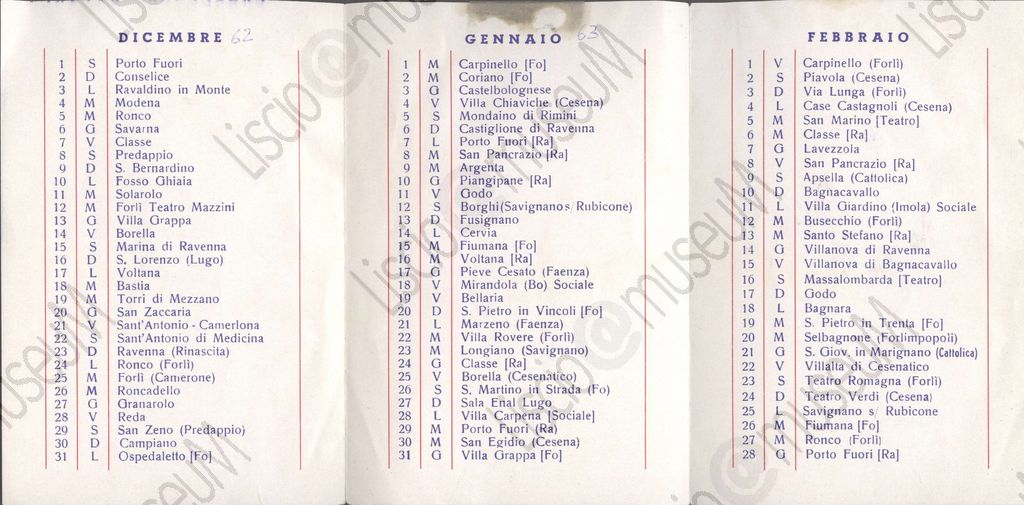 DICEMBRE 62
1 S Porto Fuori
2 D Conselice
3 L Ravaldino in Monte
4 M Modena
5 M Ronco
6 G Savarna
7 V Classe
8 S Predappio
9 D S. Bernardino
10 L Fosso Ghiaia
11 M Solarolo
12 M Forlì Teatro Mazzini
13 G Villa Grappa
14 V Borella
15 S Marina di Ravenna
16 D S. Lorenzo (Lugo)
17 L Voltana
18 M Bastia
19 M Torri di Mezzano
20 G San Zaccaria
21 V Sant'Antonio - Camerlona
22 S Sant'Antonio di Medicina
23 D Ravenna (Rinascita)
24 L Ronco (Forlì)
25 M Forlì (Camerone)
26 M Roncadello
27 G Granarolo
28 V Reda
29 S San Zeno (Predappio)
30 D Campiano
31 L Ospedaletto [Fo]
GENNAIO 63
1 M Carpinello [Fo]
2 M Coriano [Fo]
3 G Castelbolognese
4 V Villa Chiaviche (Cesena)
5 S Mondaino di Rimini
6 D Castiglione di Ravenna
7 L Porto Fuori [Ra]
8 M San Pancrazio [Ra]
9 M Argenta
10 G Piangipane [Ra]
11 V Godo
12 S Borghi(Savignano s/Rubicone)
13 D Fusignano
14 L Cervia
15 M Fiumana [Fo]
16 M Voltana [Ra]
17 G Pieve Cesato (Faenza)
18 V Mirandola (Bo) Sociale
19 V Bellaria
20 D S. Pietro in Vincoli [Fo]
21 L Marzeno (Faenza)
22 M Villa Rovere (Forlì)
23 M Longiano (Savignano)
24 G Classe [Ra]
25 V Borella (Cesenatico)
26 S S. Martino in Strada (Fo)
27 D Sala Enal Lugo
28 L Villa Carpena [Sociale]
29 M Porto Fuori (Ra)
30 M San Egidio (Cesena)
31 G Villa Grappa [Fo]
FEBBRAIO
1 V Carpinello (Forlì)
2 S Piavola (Cesena)
3 D Via Lunga (Forlì)
4 L Case Castagnoli (Cesena)
5 M San Marino [Teatro]
6 M Classe [Ra]
7 G Lavezzola
8 V San Pancrazio [Ra]
9 S Apsella (Cattolica)
10 D Bagnacavallo
11 L Villa Giardino (Imola) Sociale
12 M Busecchio (Forlì)
13 M Santo Stefano [Ra]
14 G Villanova di Ravenna
15 V Villanova di Bagnacavallo
16 S Massalombarda [Teatro]
17 D Godo
18 L Bagnara
19 M S. Pietro in Trenta [Fo]
20 M Selbagnone (Forlimpopoli)
21 G S. Giov. in Marignano (Cattolica)
22 V Villalta di Cesenatico
23 S Teatro Romagna (Forlì)
24 D Teatro Verdi (Cesena)
25 L Savignano s/ Rubicone
26 M Fiumana [Fo]
27 M Ronco (Forlì)
28 G Porto Fuori [Ra]
Liscio@museuM
Liscio@museuM
Liscio@museuM